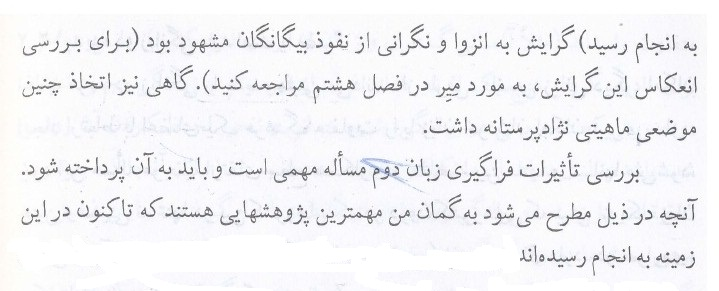 به انجام رسید) گرایش به انزوا و نگرانی از نفوذ بیگانگان مشهود بود (برای بررسی
انعکاس این گرایش، به مورد مِیِر در فصل هشتم مراجعه کنید). گاهی نیز اتخاذ چنین
موضعی ماهیتی نژادپرستانه داشت.
بررسی تأثیرات فراگیری زبان دوم مسأله مهمی است و باید به آن پرداخته شود.
آنچه در ذیل مطرح می‌شود به گمان من مهمترین پژوهشهایی هستند که تاکنون در این
زمینه به انجام رسیده‌اند